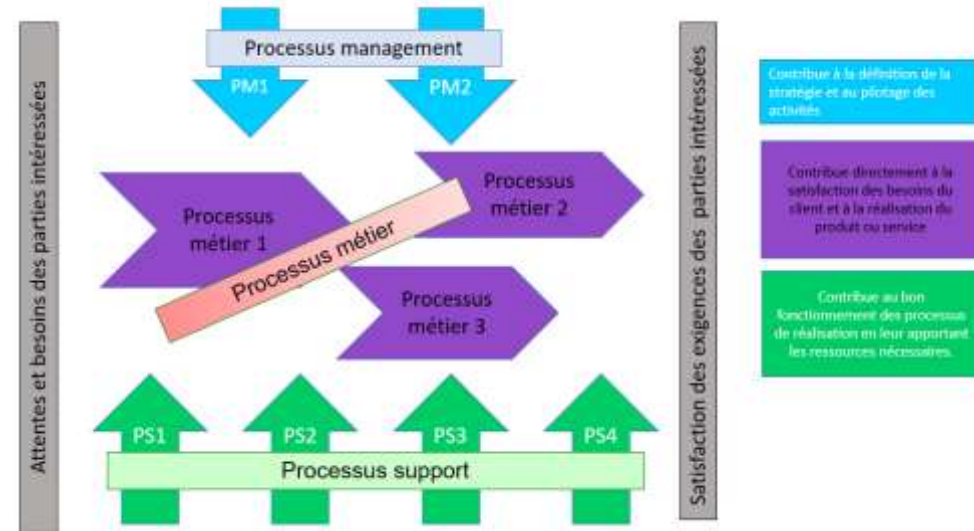 Attentes et besoins des parties intéressées
Processus management
PM1
PM2
Processus
métier 1
Processus métier
Processus
métier 2
Processus
métier 3
PS1
PS2
PS3
PS4
Processus support
Satisfaction des exigences des parties intéressées
Contribue à la définition de la
stratégie et au pilotage des
activités
Contribue directement à la
satisfaction des besoins du
client et à la réalisation du
produit ou service
Contribue au bon
fonctionnement des processus
de réalisation en leur apportant
les ressources nécessaires.